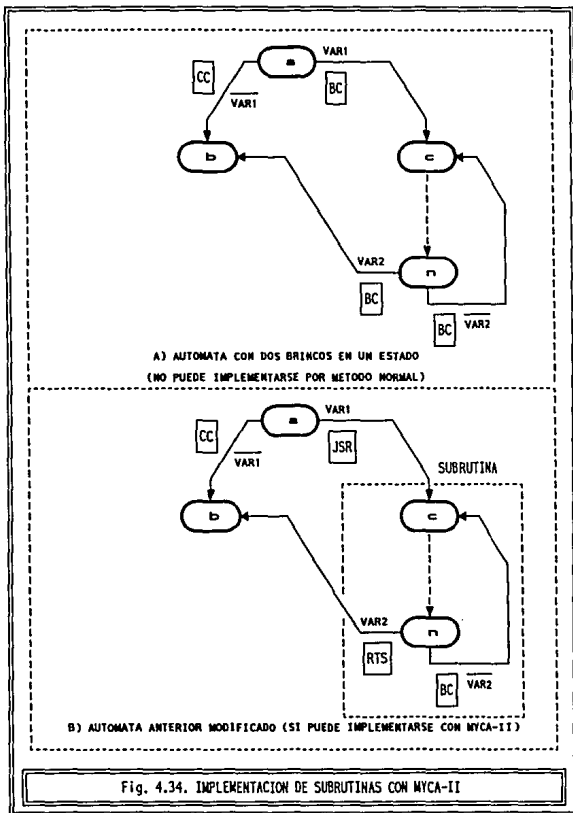 VAR1
CC
a
VAR1
BC
b
c
VAR2
n
BC
BC VAR2
A) AUTOMATA CON DOS BRINCOS EN UN ESTADO
(NO PUEDE IMPLEMENTARSE POR METODO NORMAL)
VAR1
CC
a
VAR1
JSR
SUBRUTINA
b
c
VAR2
n
RTS
BC VAR2
B) AUTOMATA ANTERIOR MODIFICADO (SI PUEDE IMPLEMENTARSE CON MYCA-II)
Fig. 4.34. IMPLEMENTACION DE SUBRUTINAS CON MYCA-II